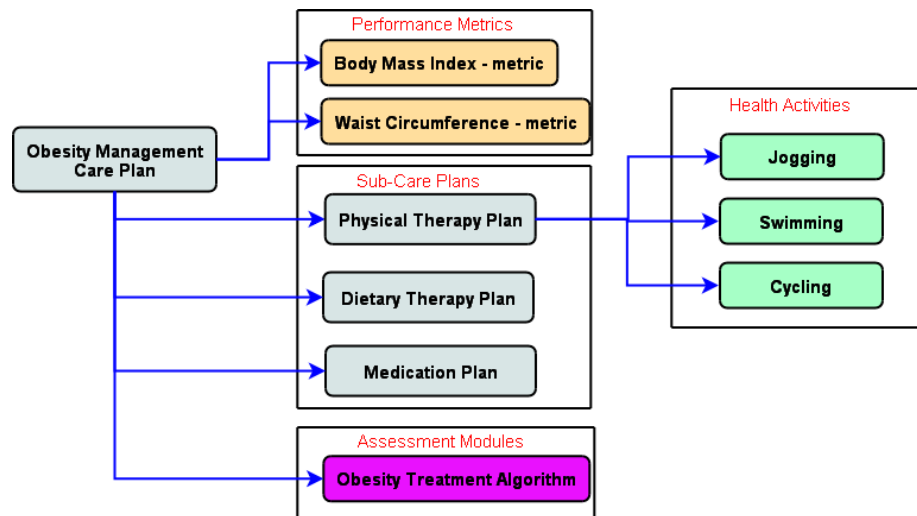 Performance Metrics
Body Mass Index - metric
Waist Circumference - metric
Obesity Management
Care Plan
Sub-Care Plans
Physical Therapy Plan
Dietary Therapy Plan
Medication Plan
Assessment Modules
Obesity Treatment Algorithm
Health Activities
Jogging
Swimming
Cycling